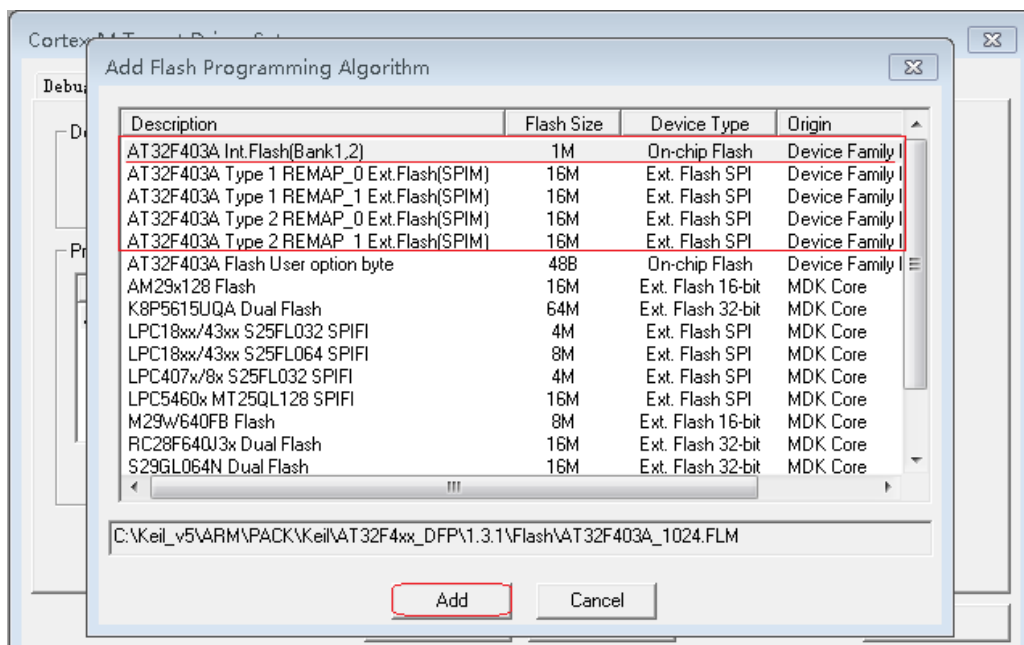 Add Flash Programming Algorithm
Debu
Description Flash Size Device Type Origin
AT32F403A Int.Flash(Bank1,2) 1M On-chip Flash Device Family
AT32F403A Type 1 REMAP_0 Ext.Flash(SPIM) 16M Ext. Flash SPI Device Family
AT32F403A Type 1 REMAP_1 Ext.Flash(SPIM) 16M Ext. Flash SPI Device Family
AT32F403A Type 2 REMAP_0 Ext.Flash(SPIM) 16M Ext. Flash SPI Device Family
AT32F403A Type 2 REMAP_1 Ext.Flash(SPIM) 16M Ext. Flash SPI Device Family
AT32F403A Flash User option byte 48B On-chip Flash Device Family
AM29x128 Flash 16M Ext. Flash 16-bit MDK Core
K8P5615UQA Dual Flash 64M Ext. Flash 32-bit MDK Core
LPC18xx/43xx S25FL032 SPIFI 4M Ext. Flash SPI MDK Core
LPC18xx/43xx S25FL064 SPIFI 8M Ext. Flash SPI MDK Core
LPC407x/8x S25FL032 SPIFI 4M Ext. Flash SPI MDK Core
LPC5460x MT25QL128 SPIFI 16M Ext. Flash SPI MDK Core
M29W640FB Flash 8M Ext. Flash 16-bit MDK Core
RC28F640J3x Dual Flash 16M Ext. Flash 32-bit MDK Core
S29GL064N Dual Flash 16M Ext. Flash 32-bit MDK Core
C:\Keil_v5\ARM\PACK\Keil\AT32F4xx_DFP\1.3.1\Flash\AT32F403A_1024.FLM
Add Cancel